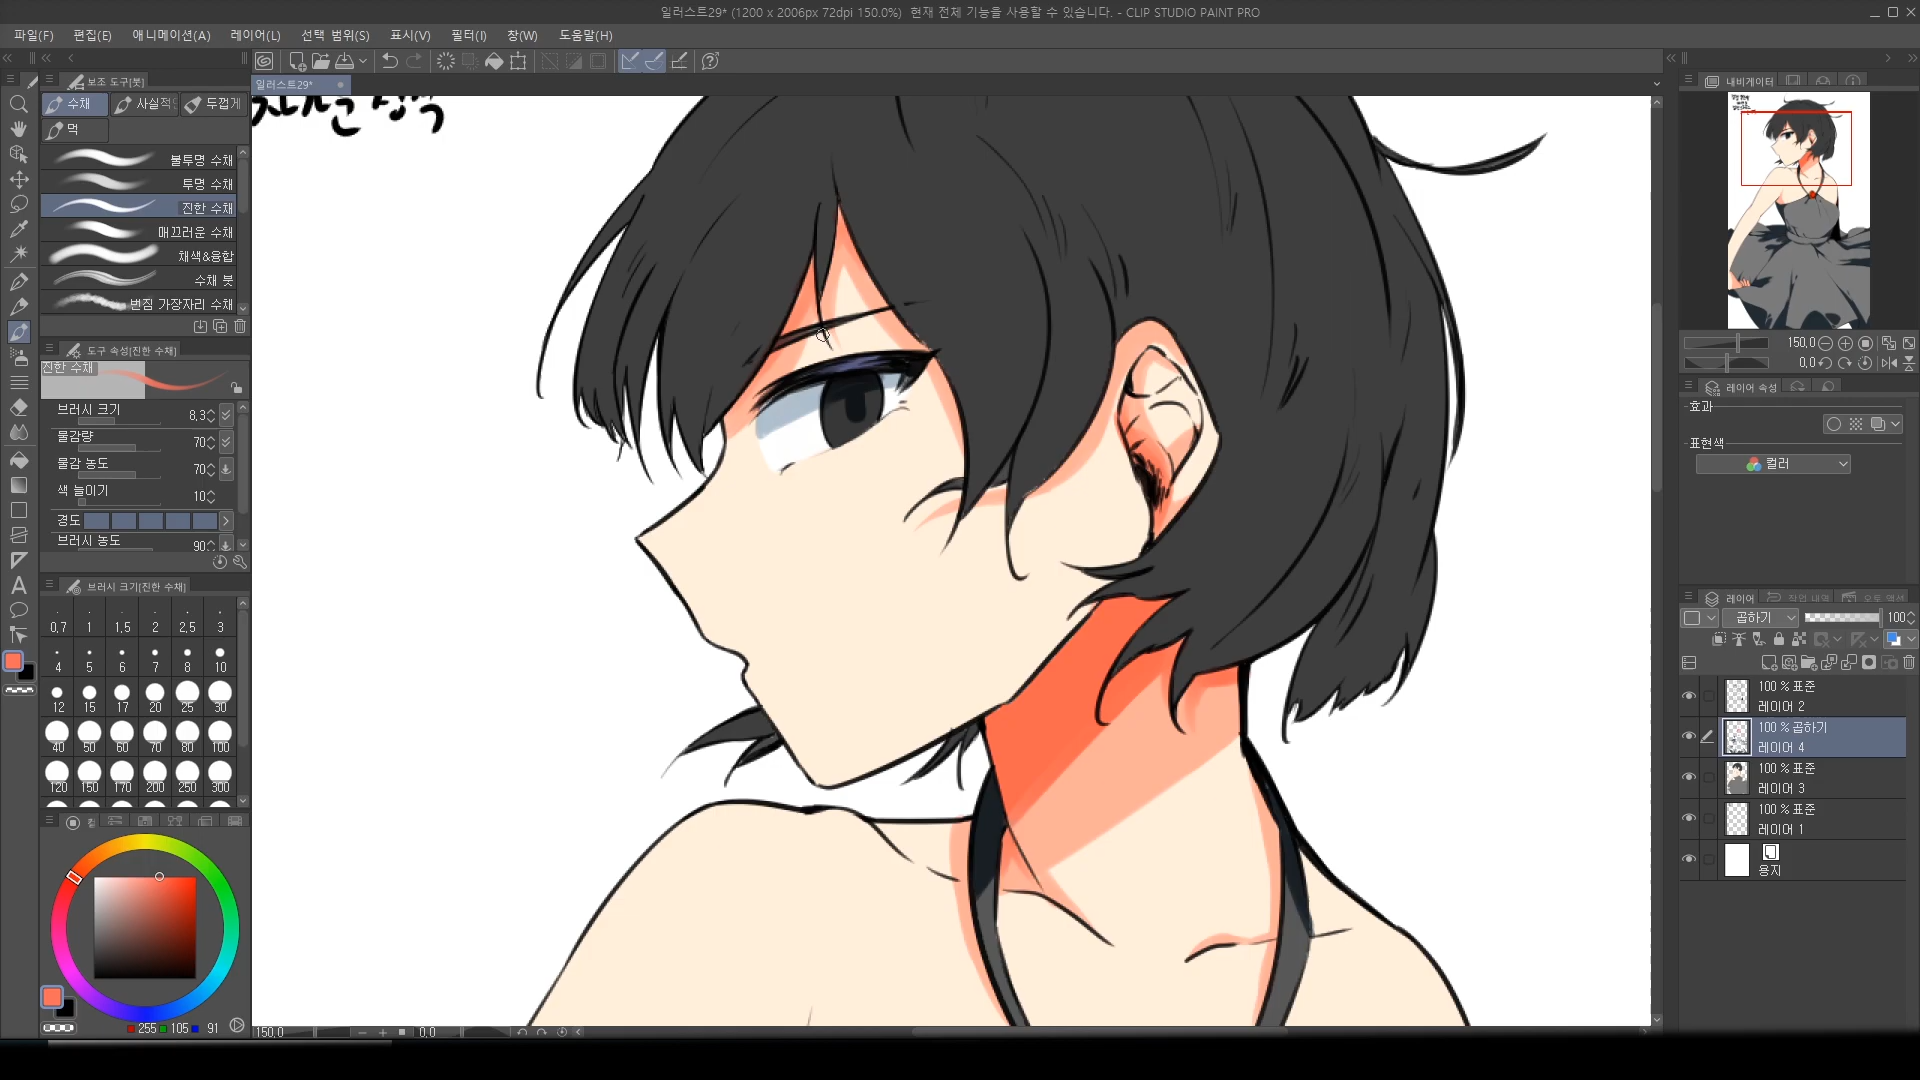 일러스트29* (1200 x 2006px 72dpi 150.0%)  현재 전체 기능을 사용할 수 있습니다. - CLIP STUDIO PAINT PRO
파일(F) 편집(E) 애니메이션(A) 레이어(L) 선택 범위(S) 표시(V) 필터(I) 창(W) 도움말(H)
보조 도구[붓]
일러스트29*
내비게이터
수채 사실적 두껍게
먹
불투명 수채
투명 수채
진한 수채
매끄러운 수채
채색&융합
수채 붓
번짐 가장자리 수채
도구 속성[진한 수채]
진한 수채
브러시 크기 8.3
물감량 70
물감 농도 70
색 늘이기 10
경도
브러시 농도 90
브러시 크기[진한 수채]
0.7 1 1.5 2 2.5 3
4 5 6 7 8 10
12 15 17 20 25 30
40 50 60 70 80 100
120 150 170 200 250 300
255 105 91
150.0 0.0
150.0
0.0
레이어 속성
효과
표현색
컬러
레이어 작업 내역 오토 액션
곱하기 100
100 % 표준
레이어 2
100 % 곱하기
레이어 4
100 % 표준
레이어 3
100 % 표준
레이어 1
용지